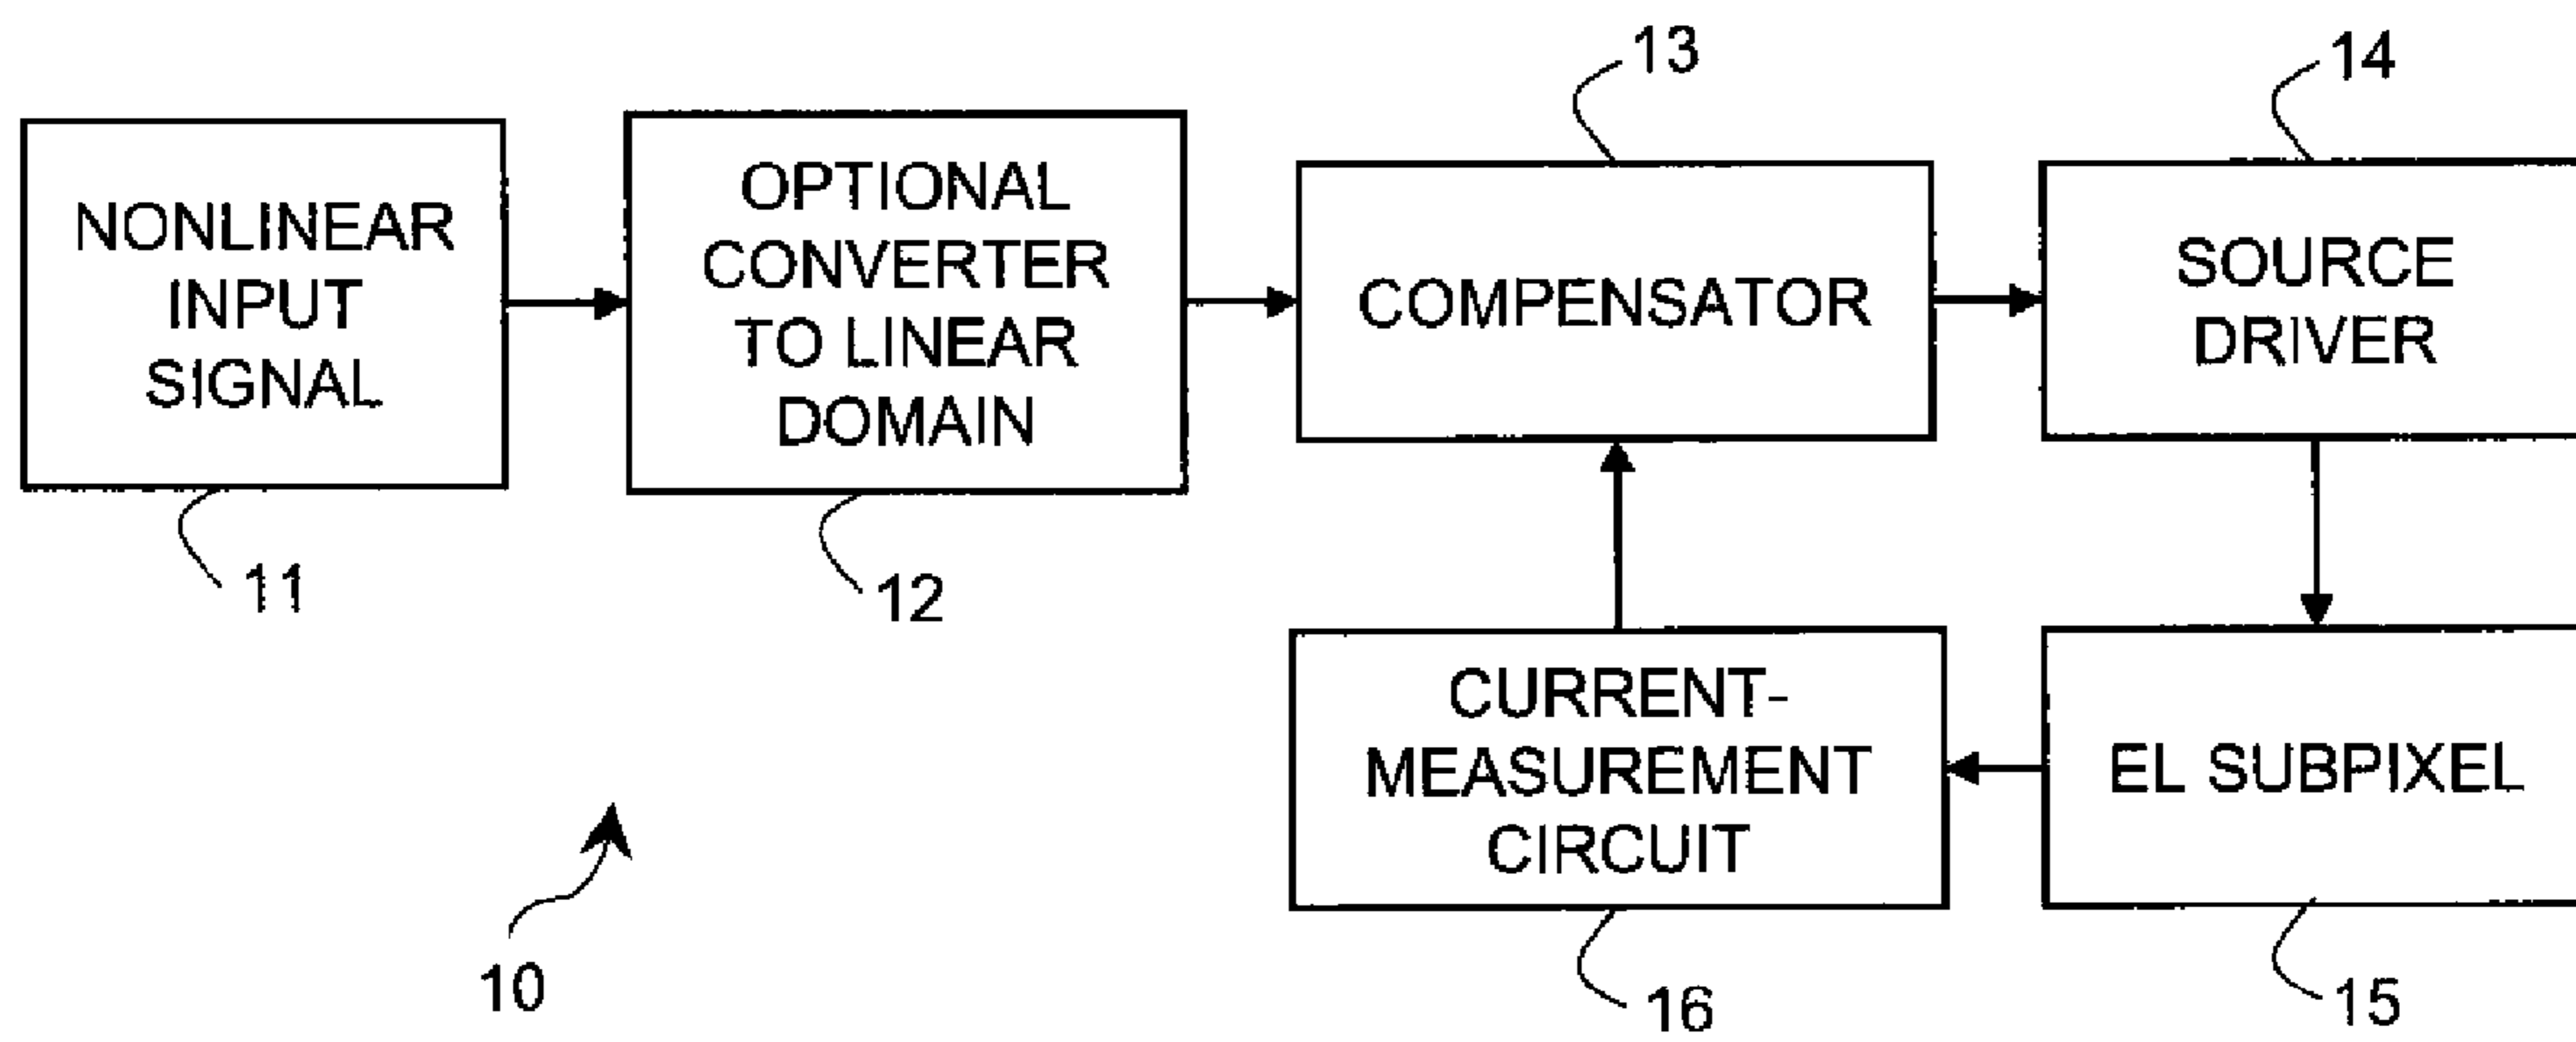 13
14
NONLINEAR
INPUT
SIGNAL
OPTIONAL
CONVERTER
TO LINEAR
DOMAIN
COMPENSATOR
SOURCE
DRIVER
11
12
CURRENT-
MEASUREMENT
CIRCUIT
EL SUBPIXEL
10
16
15